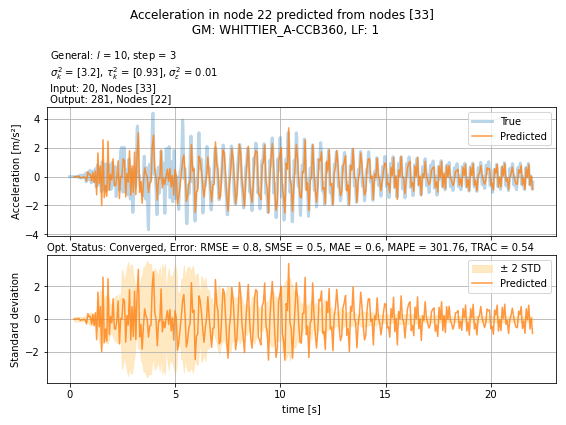 Acceleration in node 22 predicted from nodes [33]
GM: WHITTIER_A-CCB360, LF: 1
General: l = 10, step = 3
σ²ₖ = [3.2], τ²ₖ = [0.93], σ²ε = 0.01
Input: 20, Nodes [33]
Output: 281, Nodes [22]
Acceleration [m/s²]
4
2
0
−2
−4
True
Predicted
Opt. Status: Converged, Error: RMSE = 0.8, SMSE = 0.5, MAE = 0.6, MAPE = 301.76, TRAC = 0.54
Standard deviation
2
0
−2
± 2 STD
Predicted
0
5
10
15
20
time [s]